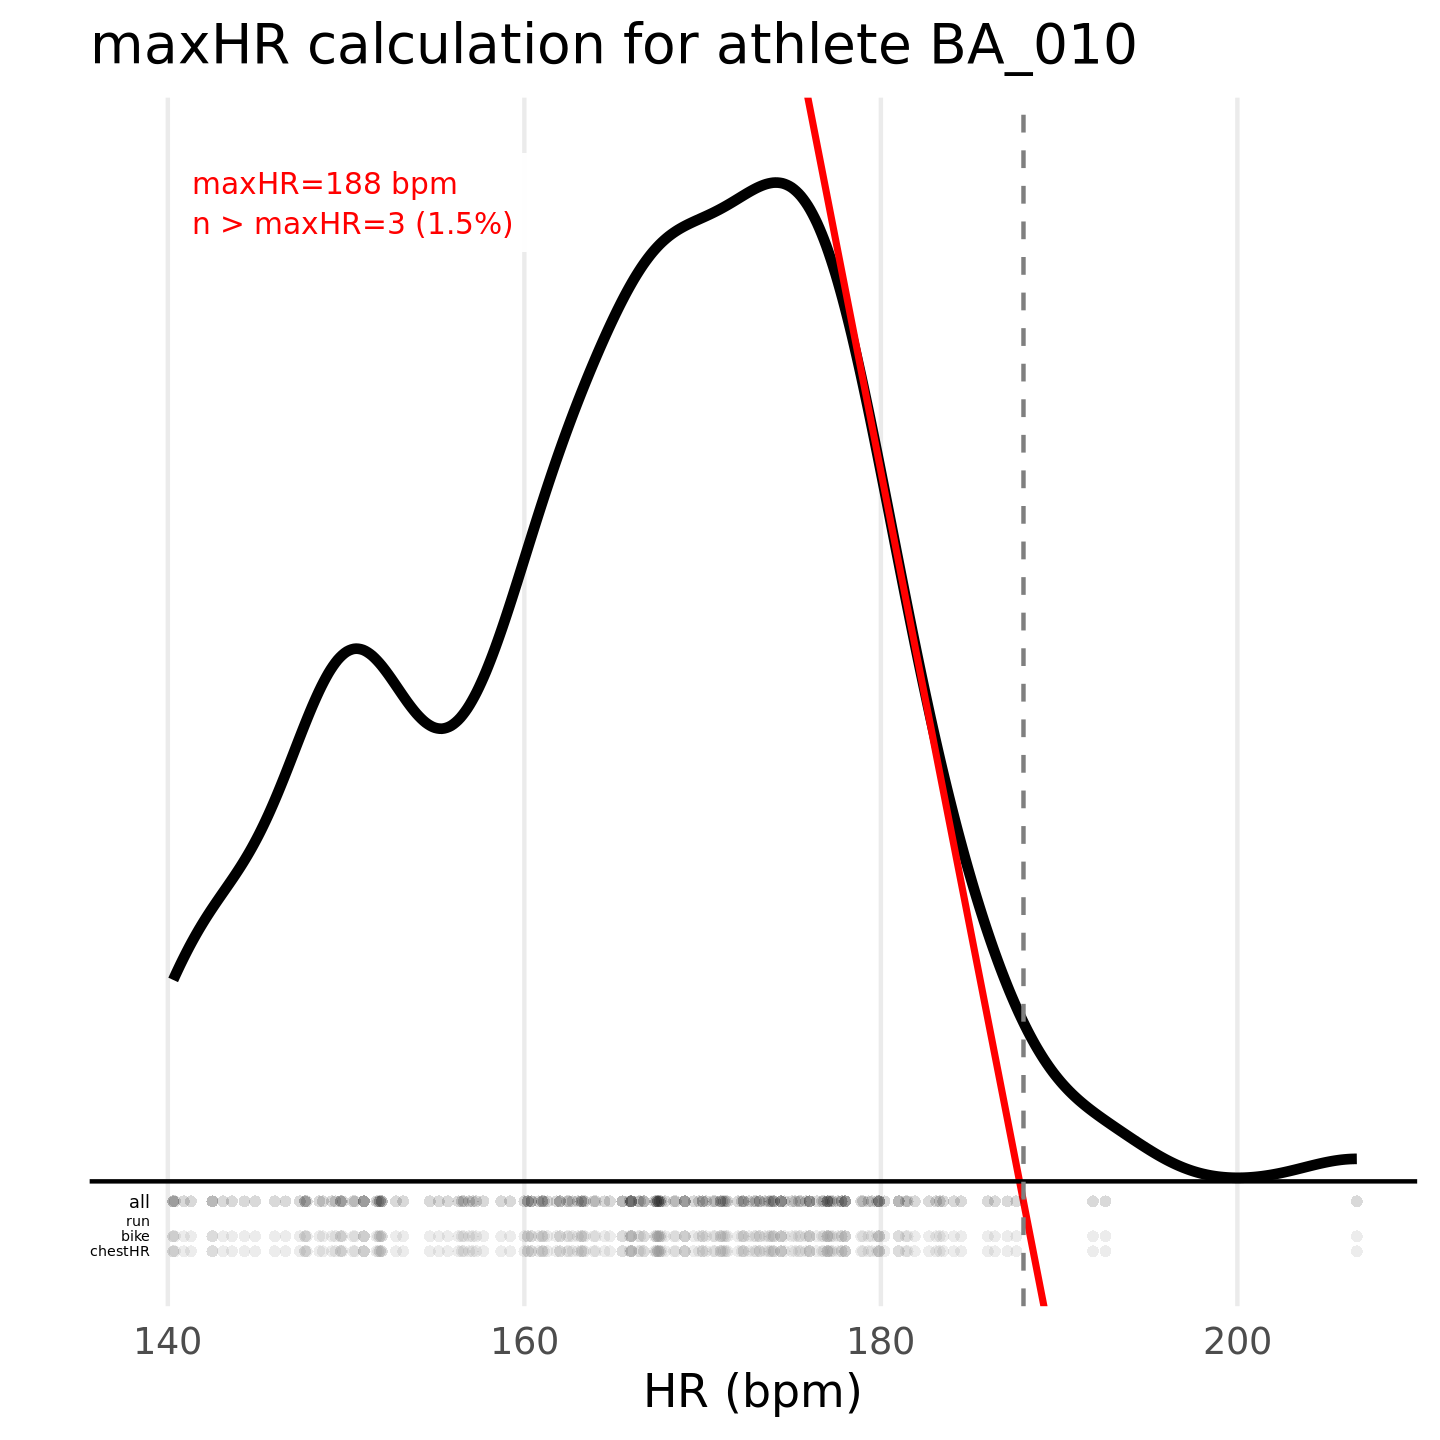 maxHR calculation for athlete BA_010
maxHR=188 bpm
n > maxHR=3 (1.5%)
all
run
bike
chestHR
140 160 180 200
HR (bpm)